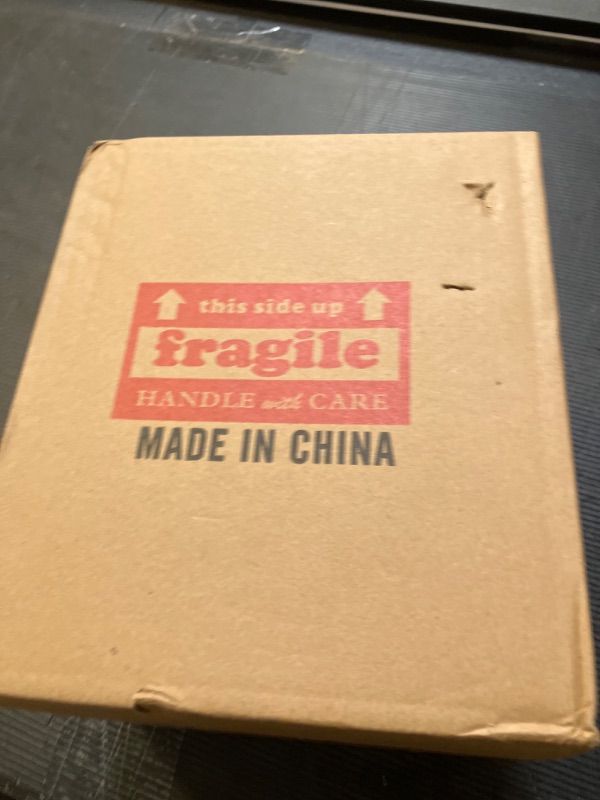 this side up
fragile
HANDLE with CARE
MADE IN CHINA